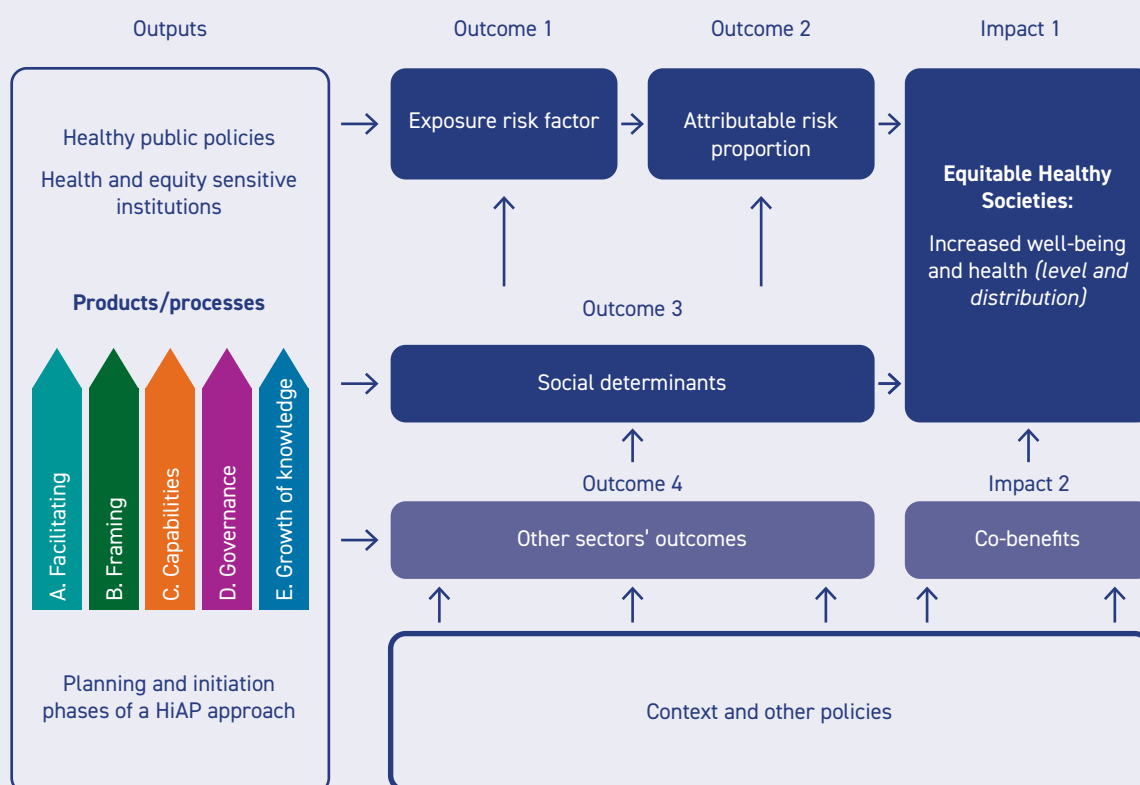 Outputs
Outcome 1
Outcome 2
Impact 1
Healthy public policies
Health and equity sensitive
institutions
Products/processes
A. Facilitating
B. Framing
C. Capabilities
D. Governance
E. Growth of knowledge
Planning and initiation
phases of a HiAP approach
Exposure risk factor
Attributable risk
proportion
Equitable Healthy
Societies:
Increased well-being
and health (level and
distribution)
Outcome 3
Social determinants
Outcome 4
Other sectors' outcomes
Impact 2
Co-benefits
Context and other policies